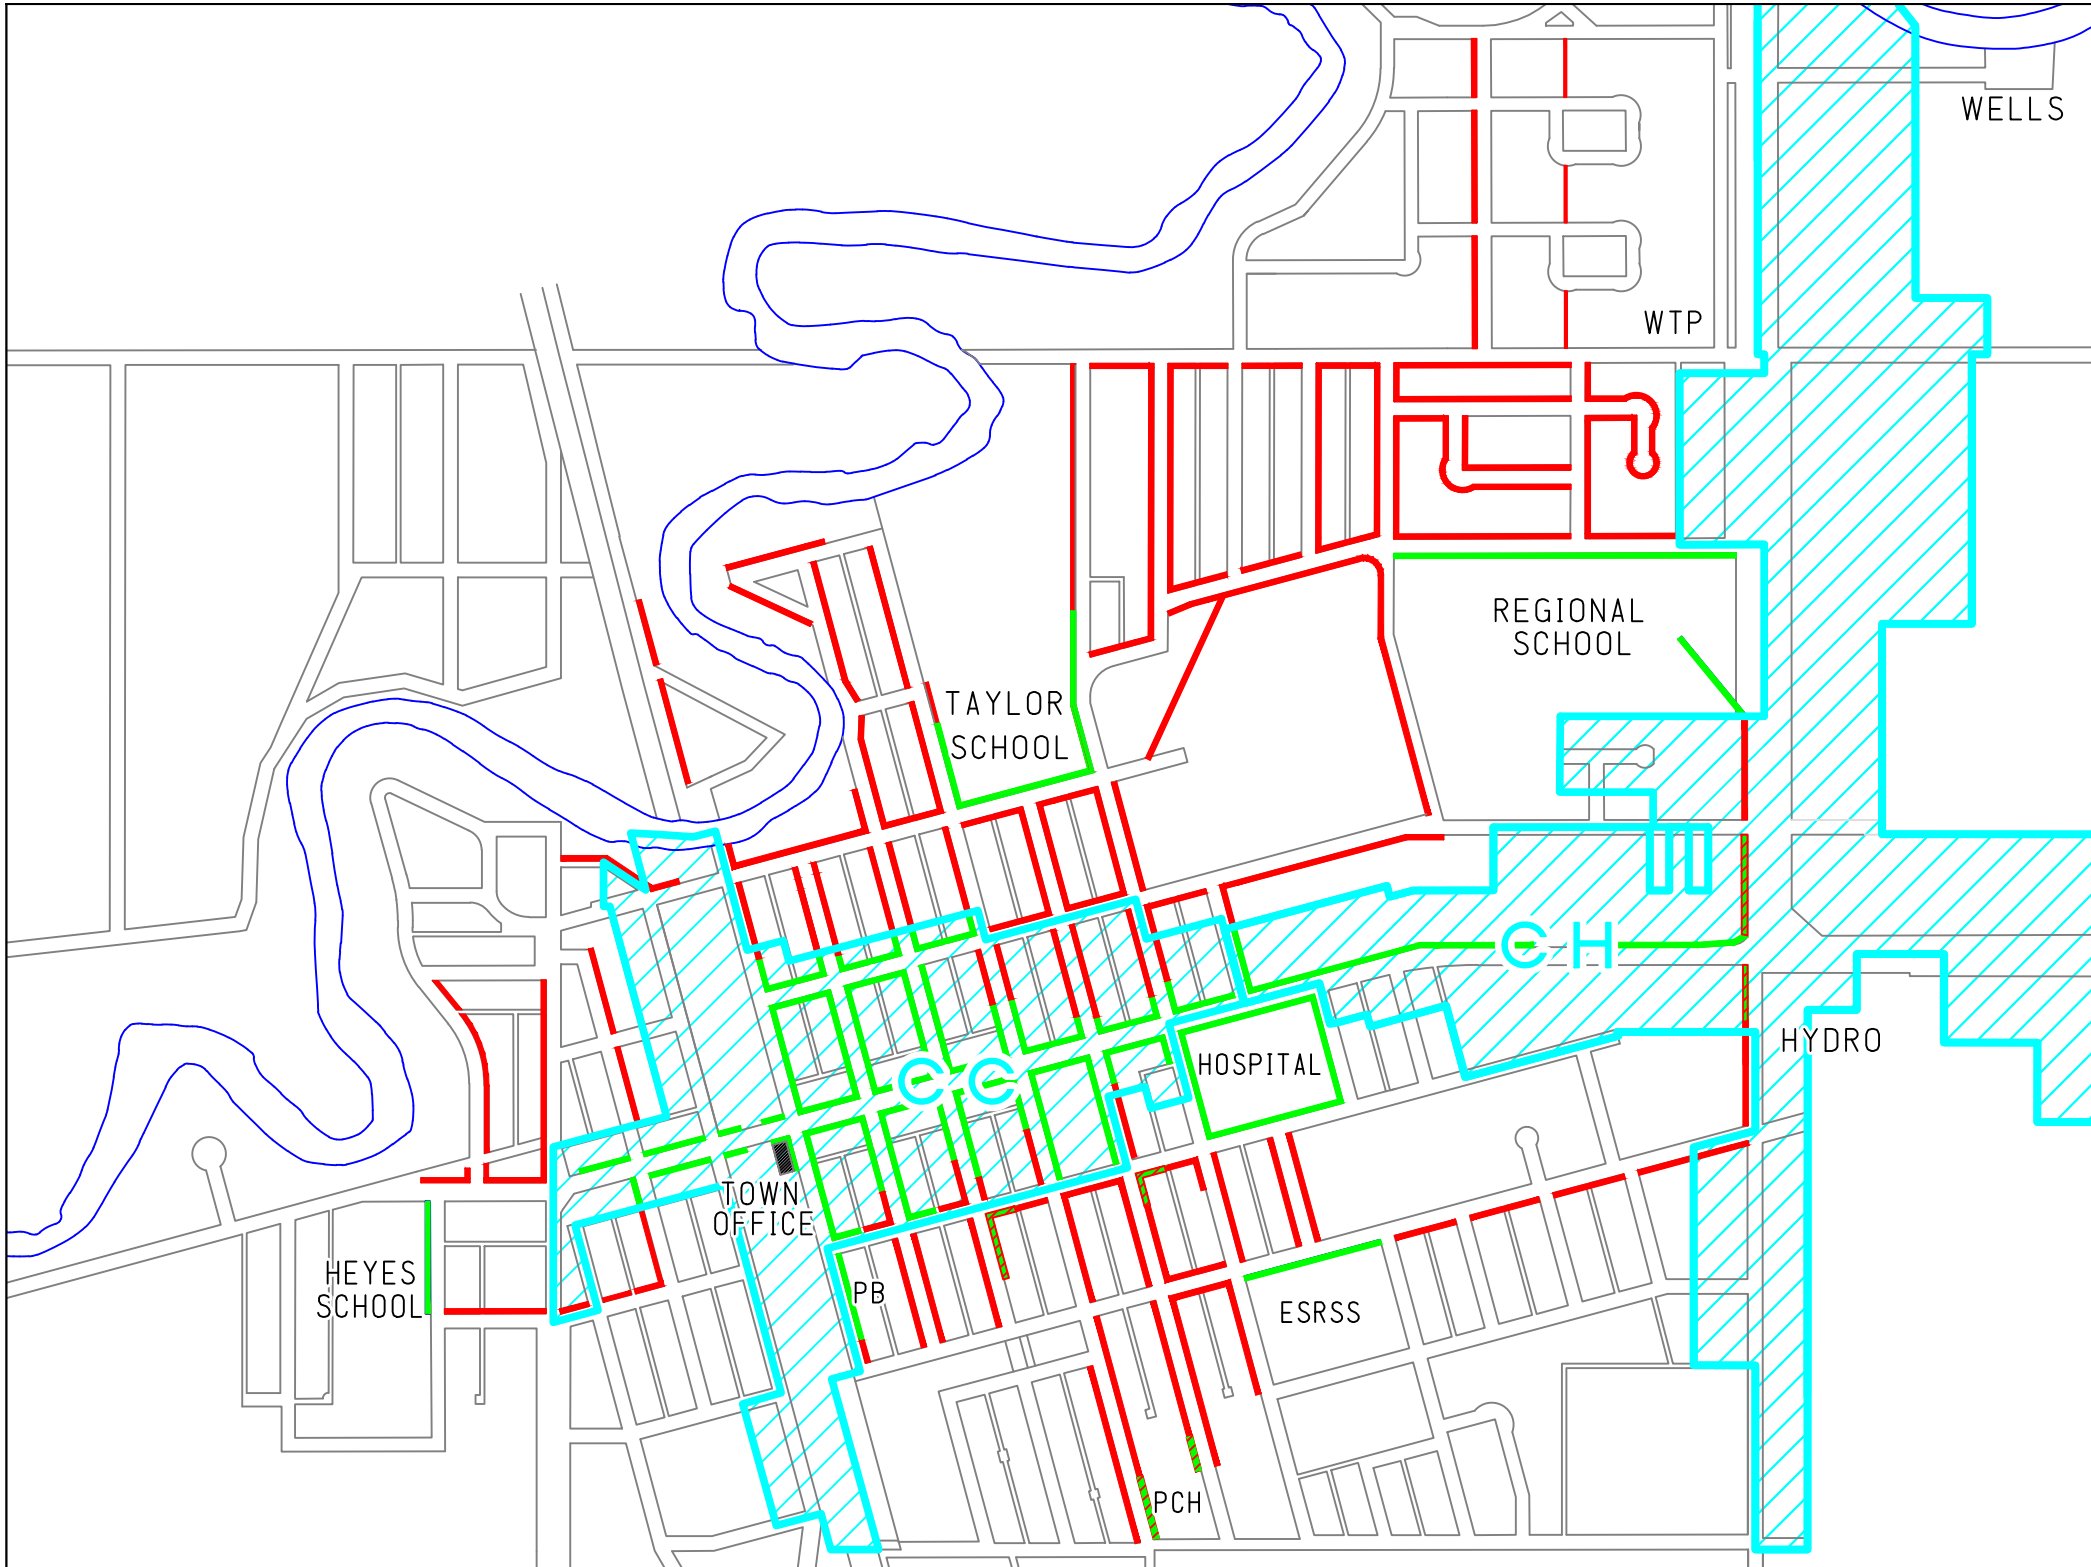 WELLS
WTP
REGIONAL
SCHOOL
TAYLOR
SCHOOL
CH
HYDRO
HOSPITAL
CC
TOWN
OFFICE
HEYES
SCHOOL
PB
ESRSS
PCH